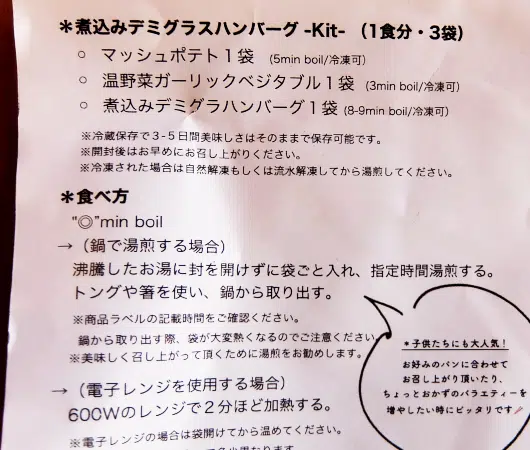 ＊煮込みデミグラスハンバーグ -Kit- （1食分・3袋）
○ マッシュポテト１袋 （5min boil/冷凍可）
○ 温野菜ガーリックベジタブル１袋 （3min boil/冷凍可）
○ 煮込みデミグラハンバーグ１袋 (8-9min boil/冷凍可)
※冷蔵保存で３-５日間美味しさはそのままで保存可能です。
※開封後はお早めにお召し上がりください。
※冷凍された場合は自然解凍もしくは流水解凍してから湯煎してください。
＊食べ方
"◎"min boil
→（鍋で湯煎する場合）
沸騰したお湯に封を開けずに袋ごと入れ、指定時間湯煎する。
トングや箸を使い、鍋から取り出す。
※商品ラベルの記載時間をご確認ください。
鍋から取り出す際、袋が大変熱くなるのでご注意ください
※美味しく召し上がって頂くために湯煎をお勧めします。
→（電子レンジを使用する場合）
600Wのレンジで２分ほど加熱する。
※電子レンジの場合は袋開けてから温めてください。
＊子供たちにも大人気！
お好みのパンに合わせて
お召し上がり頂いたり、
ちょっとおかずのバラエティーを
増やしたい時にピッタリです